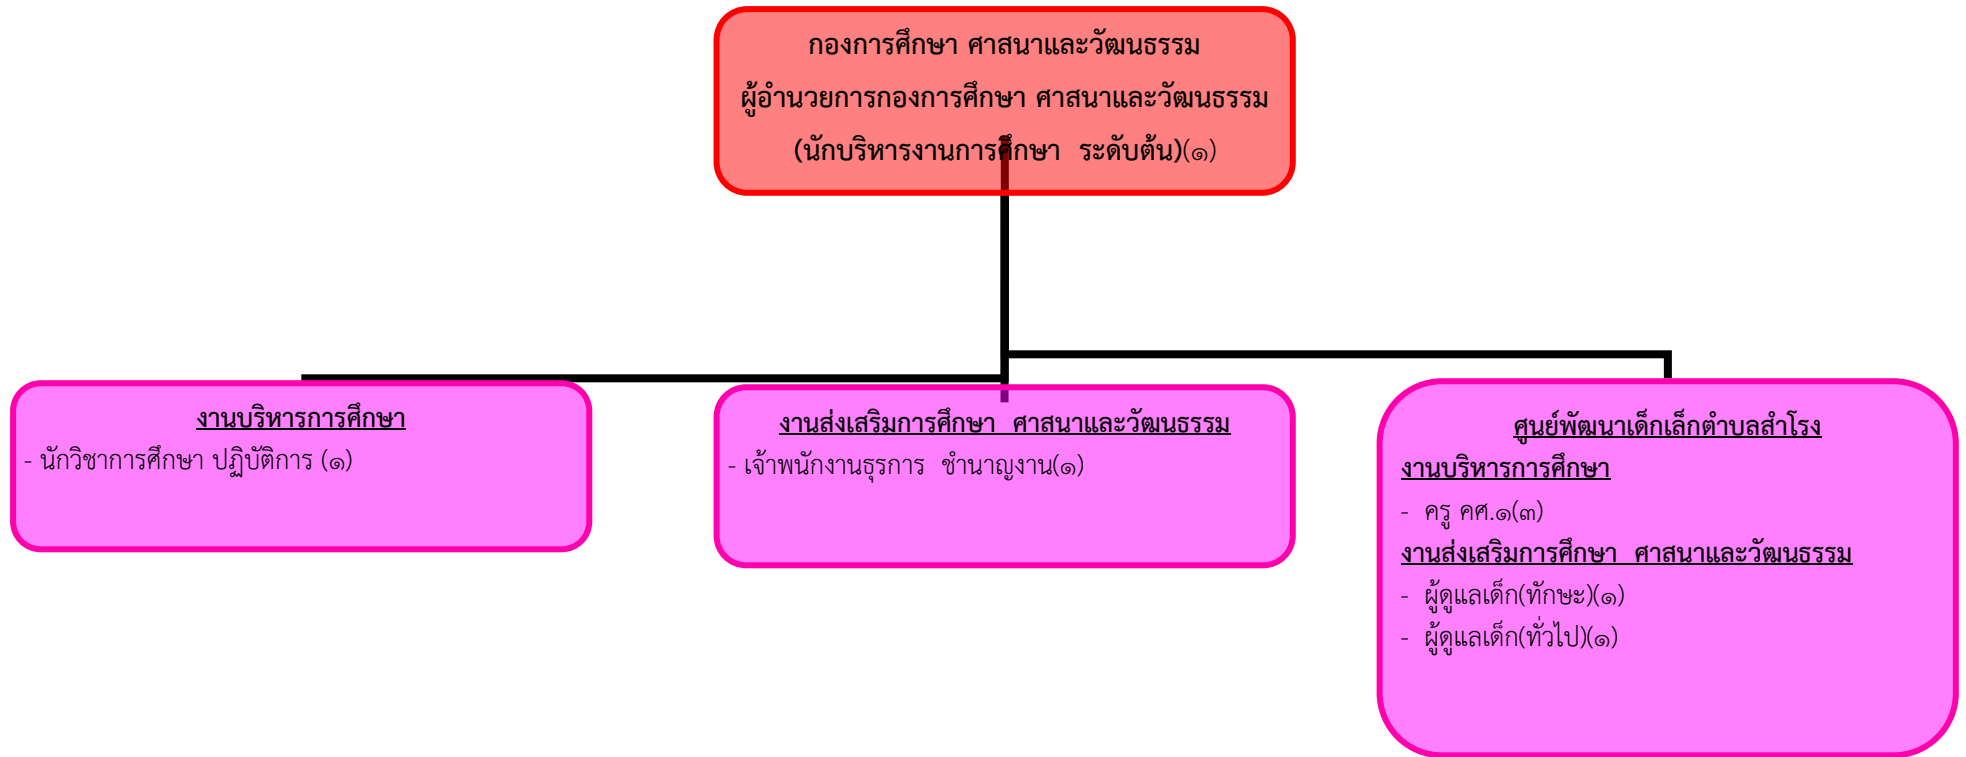 กองการศึกษา ศาสนาและวัฒนธรรม
ผู้อำนวยการกองการศึกษา ศาสนาและวัฒนธรรม
(นักบริหารงานการศึกษา ระดับต้น)(๑)
งานบริหารการศึกษา
- นักวิชาการศึกษา ปฏิบัติการ (๑)
งานส่งเสริมการศึกษา ศาสนาและวัฒนธรรม
- เจ้าพนักงานธุรการ ชำนาญงาน(๑)
ศูนย์พัฒนาเด็กเล็กตำบลสำโรง
งานบริหารการศึกษา
- ครู คศ.๑(๓)
งานส่งเสริมการศึกษา ศาสนาและวัฒนธรรม
- ผู้ดูแลเด็ก(ทักษะ)(๑)
- ผู้ดูแลเด็ก(ทั่วไป)(๑)